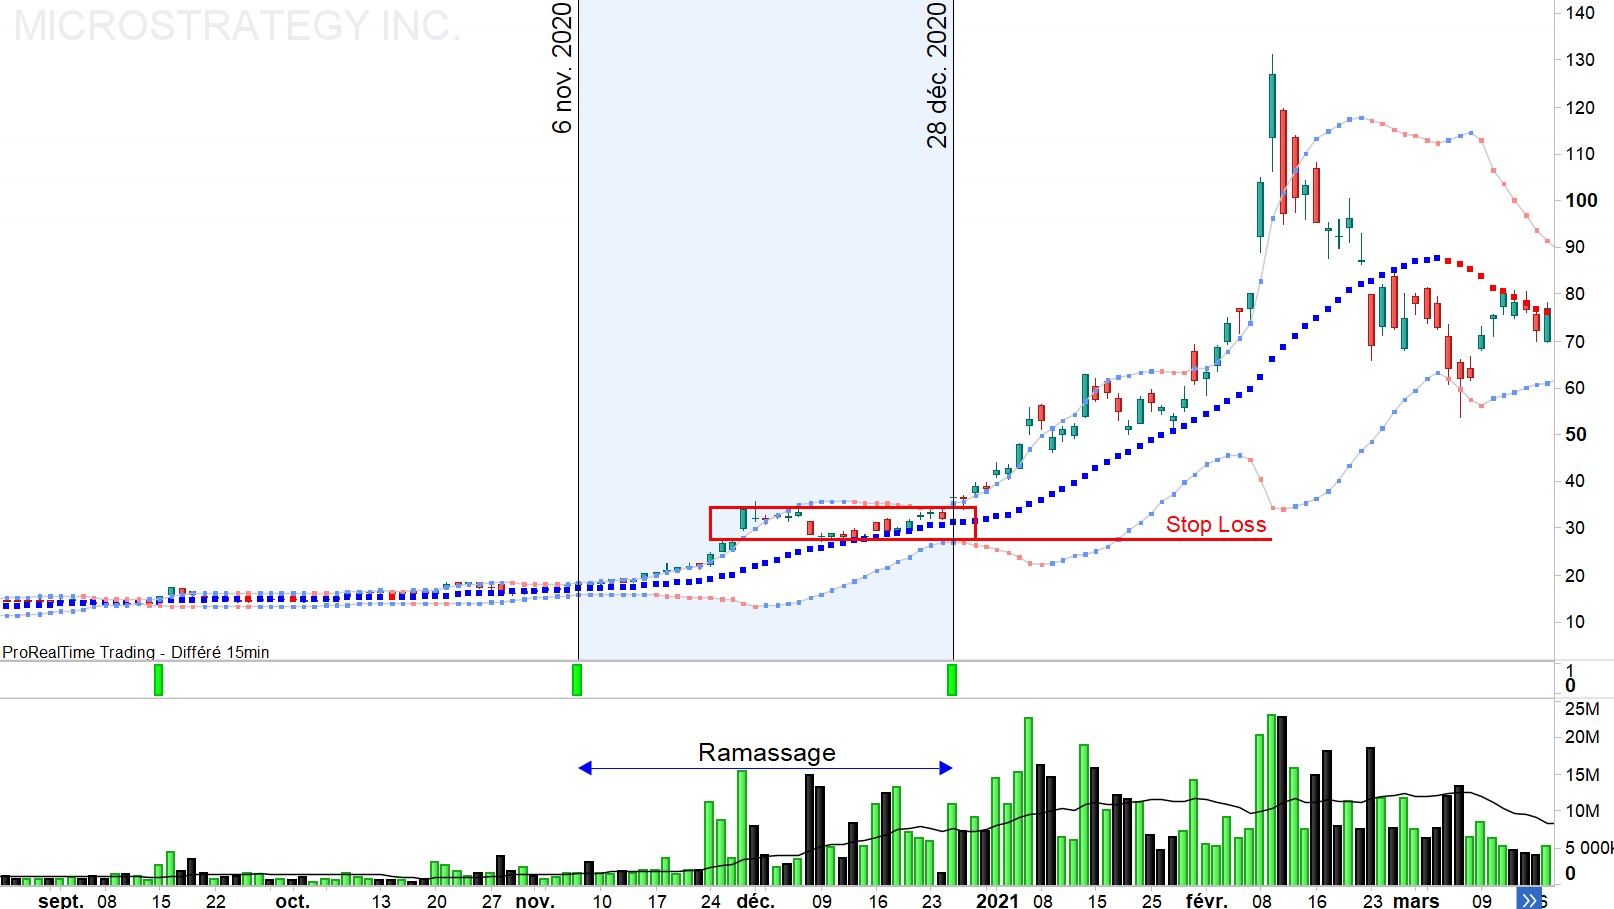 MICROSTRATEGY INC.
6 nov. 2020
28 déc. 2020
140
130
120
110
100
90
80
70
60
50
40
30
20
10
Stop Loss
ProRealTime Trading - Différé 15min
1
0
Ramassage
25M
20M
15M
10M
5 000
0
sept. 08 15 22 oct. 13 20 27 nov. 10 17 24 déc. 09 16 23 2021 08 15 25 févr. 08 16 23 mars 09